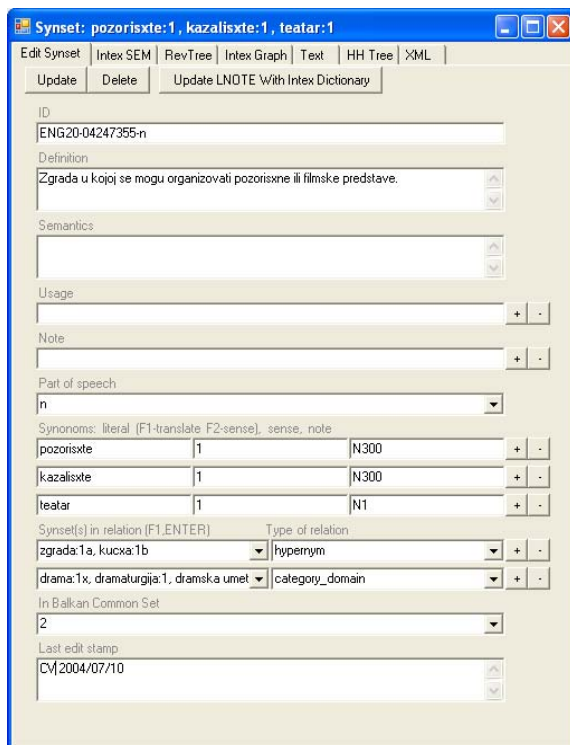 Synset: pozorisxte:1, kazalisxte:1, teatar:1
Edit Synset Intex SEM RevTree Intex Graph Text HH Tree XML
Update Delete Update LNOTE With Intex Dictionary
ID
ENG20-04247355-n
Definition
Zgrada u kojoj se mogu organizovati pozorisxne ili filmske predstave.
Semantics
Usage
+ -
Note
+ -
Part of speech
n
Synonoms: literal (F1-translate F2-sense), sense, note
pozorisxte 1 N300 + -
kazalisxte 1 N300 + -
teatar 1 N1 + -
Synset(s) in relation (F1,ENTER) Type of relation
zgrada:1a, kucxa:1b hypernym + -
drama:1x, dramaturgija:1, dramska umet category_domain + -
In Balkan Common Set
2
Last edit stamp
CV 2004/07/10